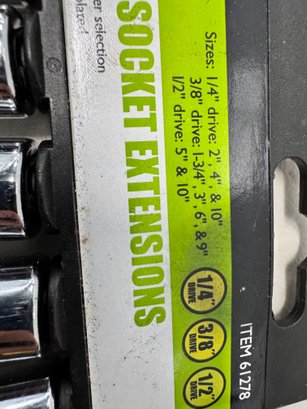 er selection
plated
SOCKET EXTENSIONS
Sizes: 1/4" drive: 2", 4", & 10"
3/8" drive: 1-3/4", 3", 6", & 9"
1/2" drive: 5" & 10"
1/4"
DRIVE
3/8"
DRIVE
1/2"
DRIVE
ITEM 61278